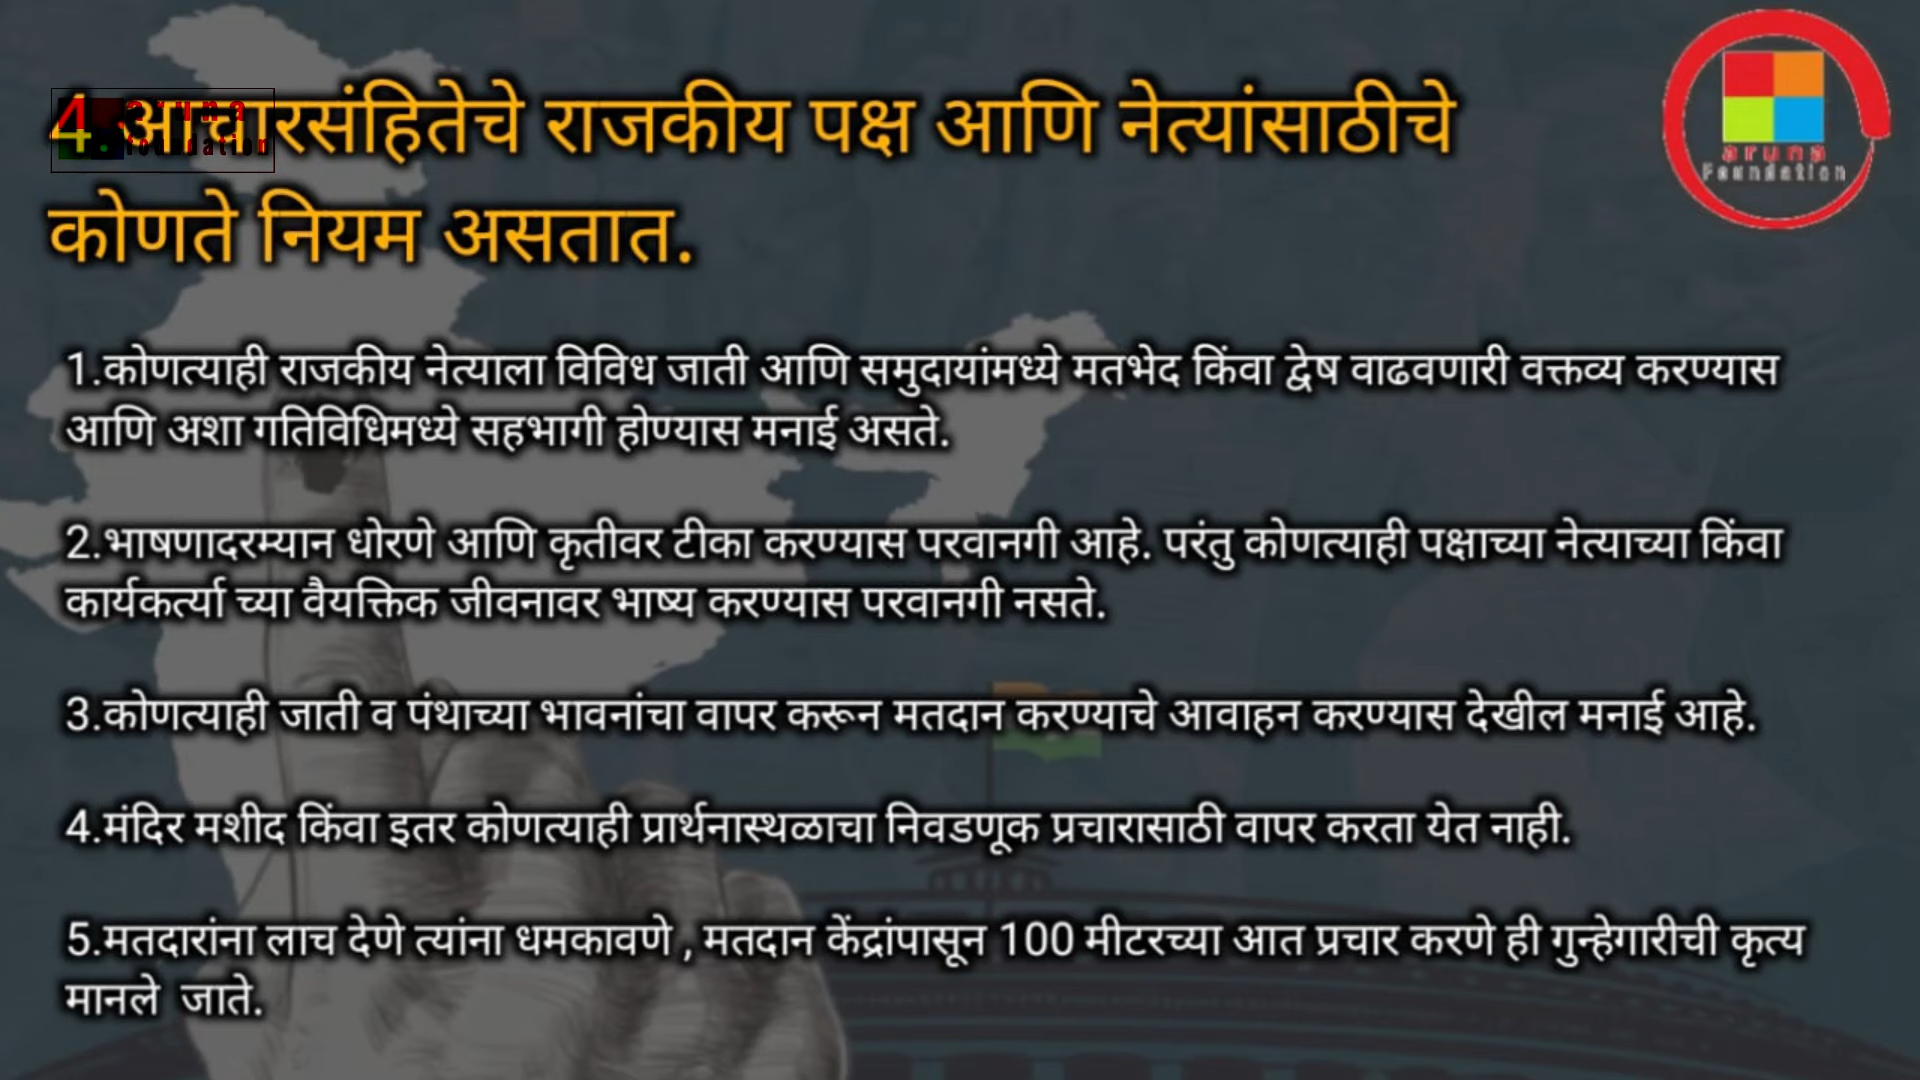 4.आचारसंहितेचे राजकीय पक्ष आणि नेत्यांसाठीचे
aruna
foundation
aruna
Foundation
कोणते नियम असतात.
1.कोणत्याही राजकीय नेत्याला विविध जाती आणि समुदायांमध्ये मतभेद किंवा द्वेष वाढवणारी वक्तव्य करण्यास
आणि अशा गतिविधिमध्ये सहभागी होण्यास मनाई असते.
2.भाषणादरम्यान धोरणे आणि कृतीवर टीका करण्यास परवानगी आहे. परंतु कोणत्याही पक्षाच्या नेत्याच्या किंवा
कार्यकर्त्या च्या वैयक्तिक जीवनावर भाष्य करण्यास परवानगी नसते.
3.कोणत्याही जाती व पंथाच्या भावनांचा वापर करून मतदान करण्याचे आवाहन करण्यास देखील मनाई आहे.
4.मंदिर मशीद किंवा इतर कोणत्याही प्रार्थनास्थळाचा निवडणूक प्रचारासाठी वापर करता येत नाही.
5.मतदारांना लाच देणे त्यांना धमकावणे , मतदान केंद्रांपासून 100 मीटरच्या आत प्रचार करणे ही गुन्हेगारीची कृत्य
मानले जाते.